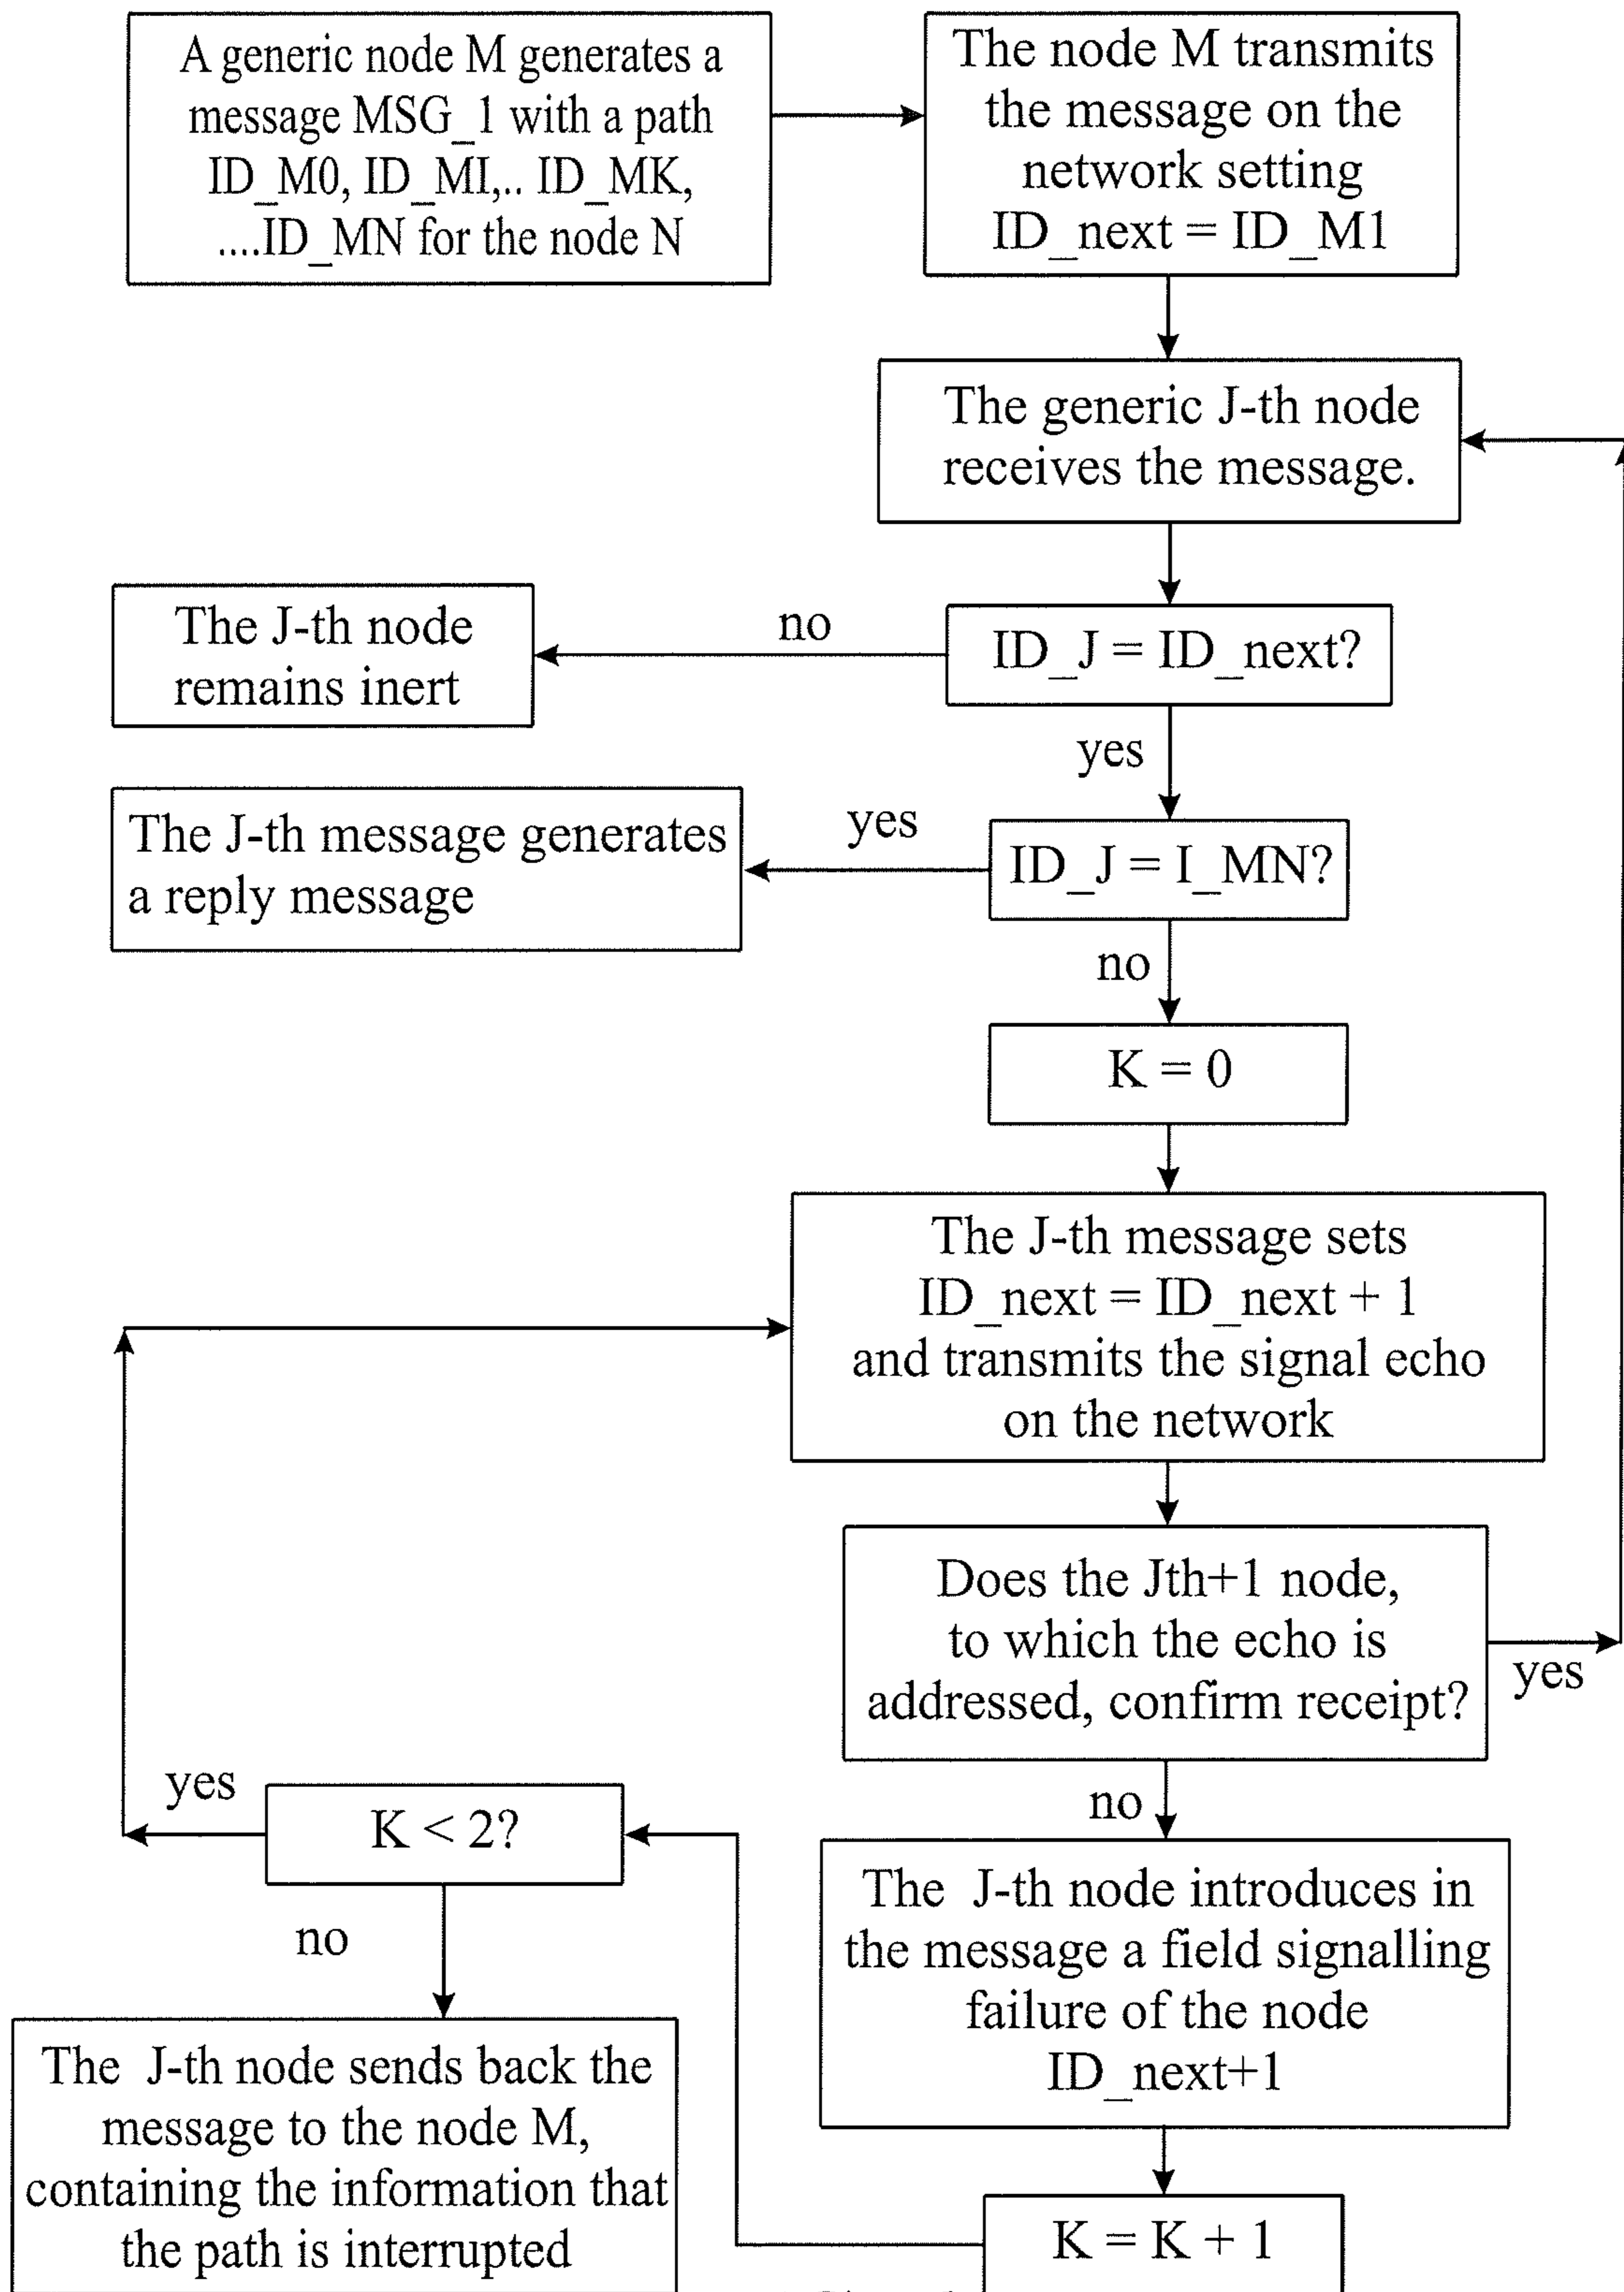 A generic node M generates a
message MSG_1 with a path
ID_M0, ID_MI,.. ID_MK,
....ID_MN for the node N
The node M transmits
the message on the
network setting
ID_next = ID_M1
The generic J-th node
receives the message.
ID_J = ID_next?
no
The J-th node
remains inert
yes
ID_J = I_MN?
yes
The J-th message generates
a reply message
no
K = 0
The J-th message sets
ID_next = ID_next + 1
and transmits the signal echo
on the network
Does the Jth+1 node,
to which the echo is
addressed, confirm receipt?
yes
no
The J-th node introduces in
the message a field signalling
failure of the node
ID_next+1
K = K + 1
K < 2?
yes
no
The J-th node sends back the
message to the node M,
containing the information that
the path is interrupted